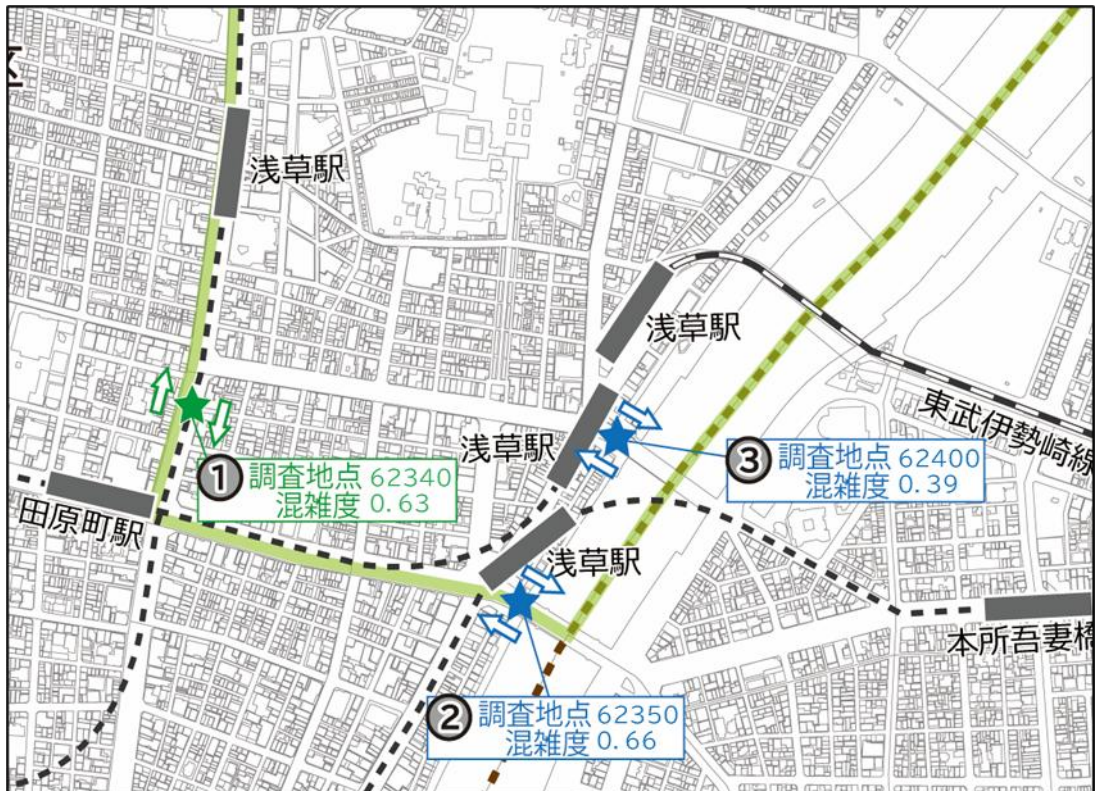 区
浅草駅
浅草駅
東武伊勢崎線
浅草駅
① 調査地点 62340
混雑度 0.63
③ 調査地点 62400
混雑度 0.39
田原町駅
浅草駅
本所吾妻橋
② 調査地点 62350
混雑度 0.66